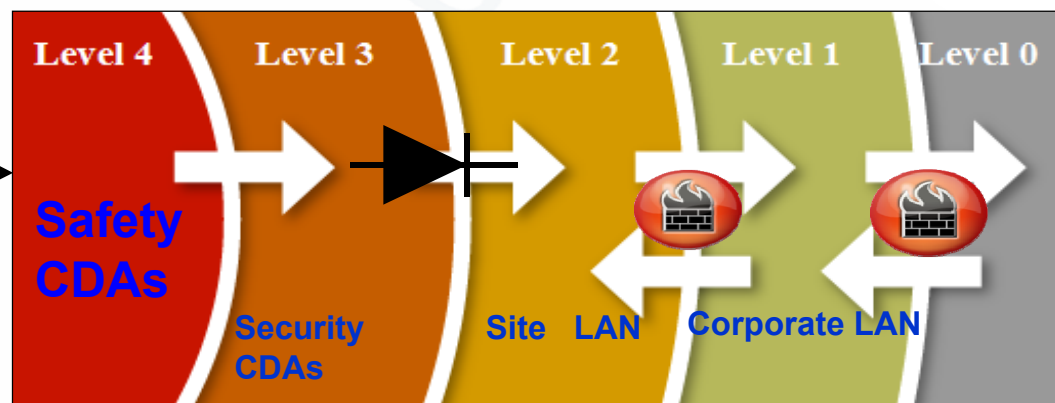 Level 4
Level 3
Level 2
Level 1
Level 0
Safety
CDAs
Security
CDAs
Site LAN
Corporate LAN